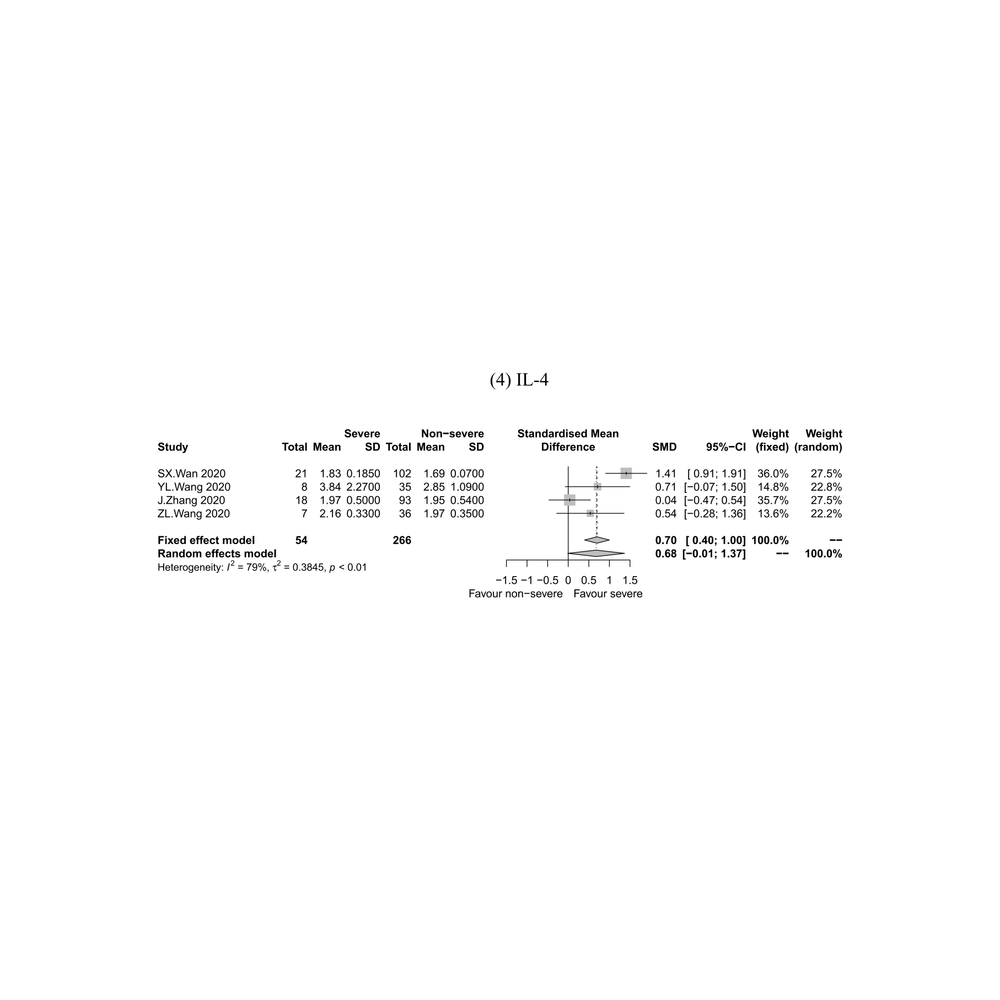 (4) IL-4
Severe Non−severe Standardised Mean Weight Weight
Study Total Mean SD Total Mean SD Difference SMD 95%−CI (fixed) (random)
SX.Wan 2020 21 1.83 0.1850 102 1.69 0.0700 1.41 [ 0.91; 1.91] 36.0% 27.5%
YL.Wang 2020 8 3.84 2.2700 35 2.85 1.0900 0.71 [−0.07; 1.50] 14.8% 22.8%
J.Zhang 2020 18 1.97 0.5000 93 1.95 0.5400 0.04 [−0.47; 0.54] 35.7% 27.5%
ZL.Wang 2020 7 2.16 0.3300 36 1.97 0.3500 0.54 [−0.28; 1.36] 13.6% 22.2%
Fixed effect model 54 266 0.70 [ 0.40; 1.00] 100.0% −−
Random effects model 0.68 [−0.01; 1.37] −− 100.0%
Heterogeneity: I² = 79%, τ² = 0.3845, p < 0.01
−1.5 −1 −0.5 0 0.5 1 1.5
Favour non−severe Favour severe